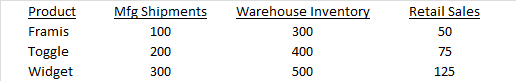 Product Mfg Shipments Warehouse Inventory Retail Sales
Framis 100 300 50
Toggle 200 400 75
Widget 300 500 125